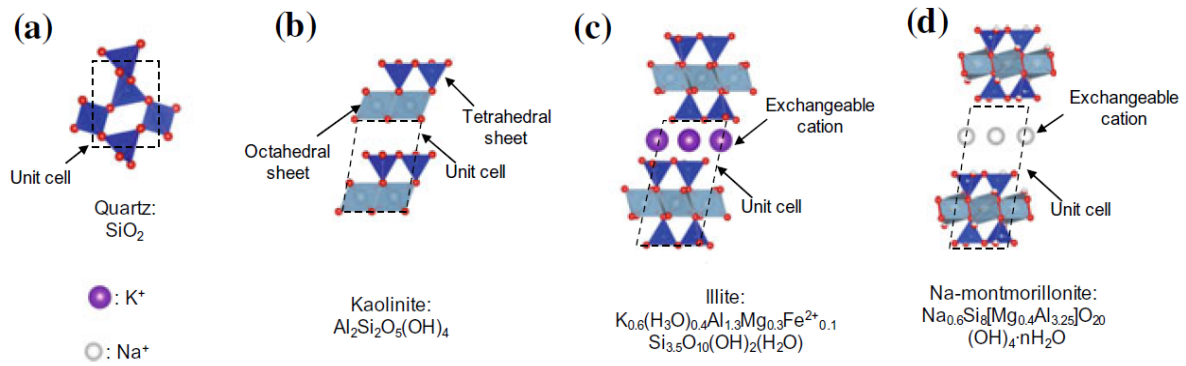 (a)
Unit cell
Quartz:
SiO₂
: K⁺
: Na⁺
(b)
Octahedral
sheet
Tetrahedral
sheet
Unit cell
Kaolinite:
Al₂Si₂O₅(OH)₄
(c)
Exchangeable
cation
Unit cell
Illite:
K₀.₆(H₃O)₀.₄Al₁.₃Mg₀.₃Fe²⁺₀.₁
Si₃.₅O₁₀(OH)₂(H₂O)
(d)
Exchangeable
cation
Unit cell
Na-montmorillonite:
Na₀.₆Si₈[Mg₀.₄Al₃.₂₅]O₂₀
(OH)₄·nH₂O